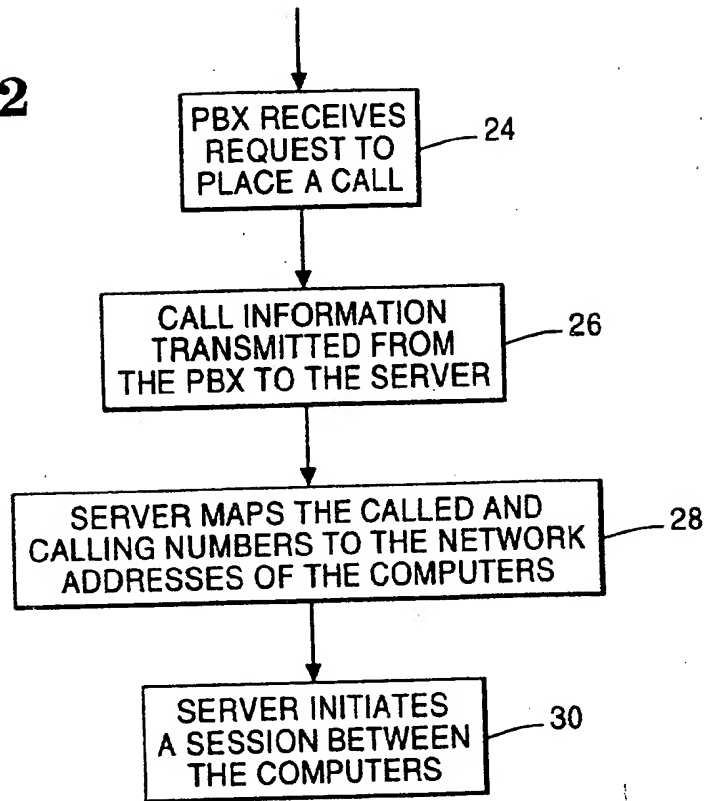 2
PBX RECEIVES
REQUEST TO
PLACE A CALL
24
CALL INFORMATION
TRANSMITTED FROM
THE PBX TO THE SERVER
26
SERVER MAPS THE CALLED AND
CALLING NUMBERS TO THE NETWORK
ADDRESSES OF THE COMPUTERS
28
SERVER INITIATES
A SESSION BETWEEN
THE COMPUTERS
30